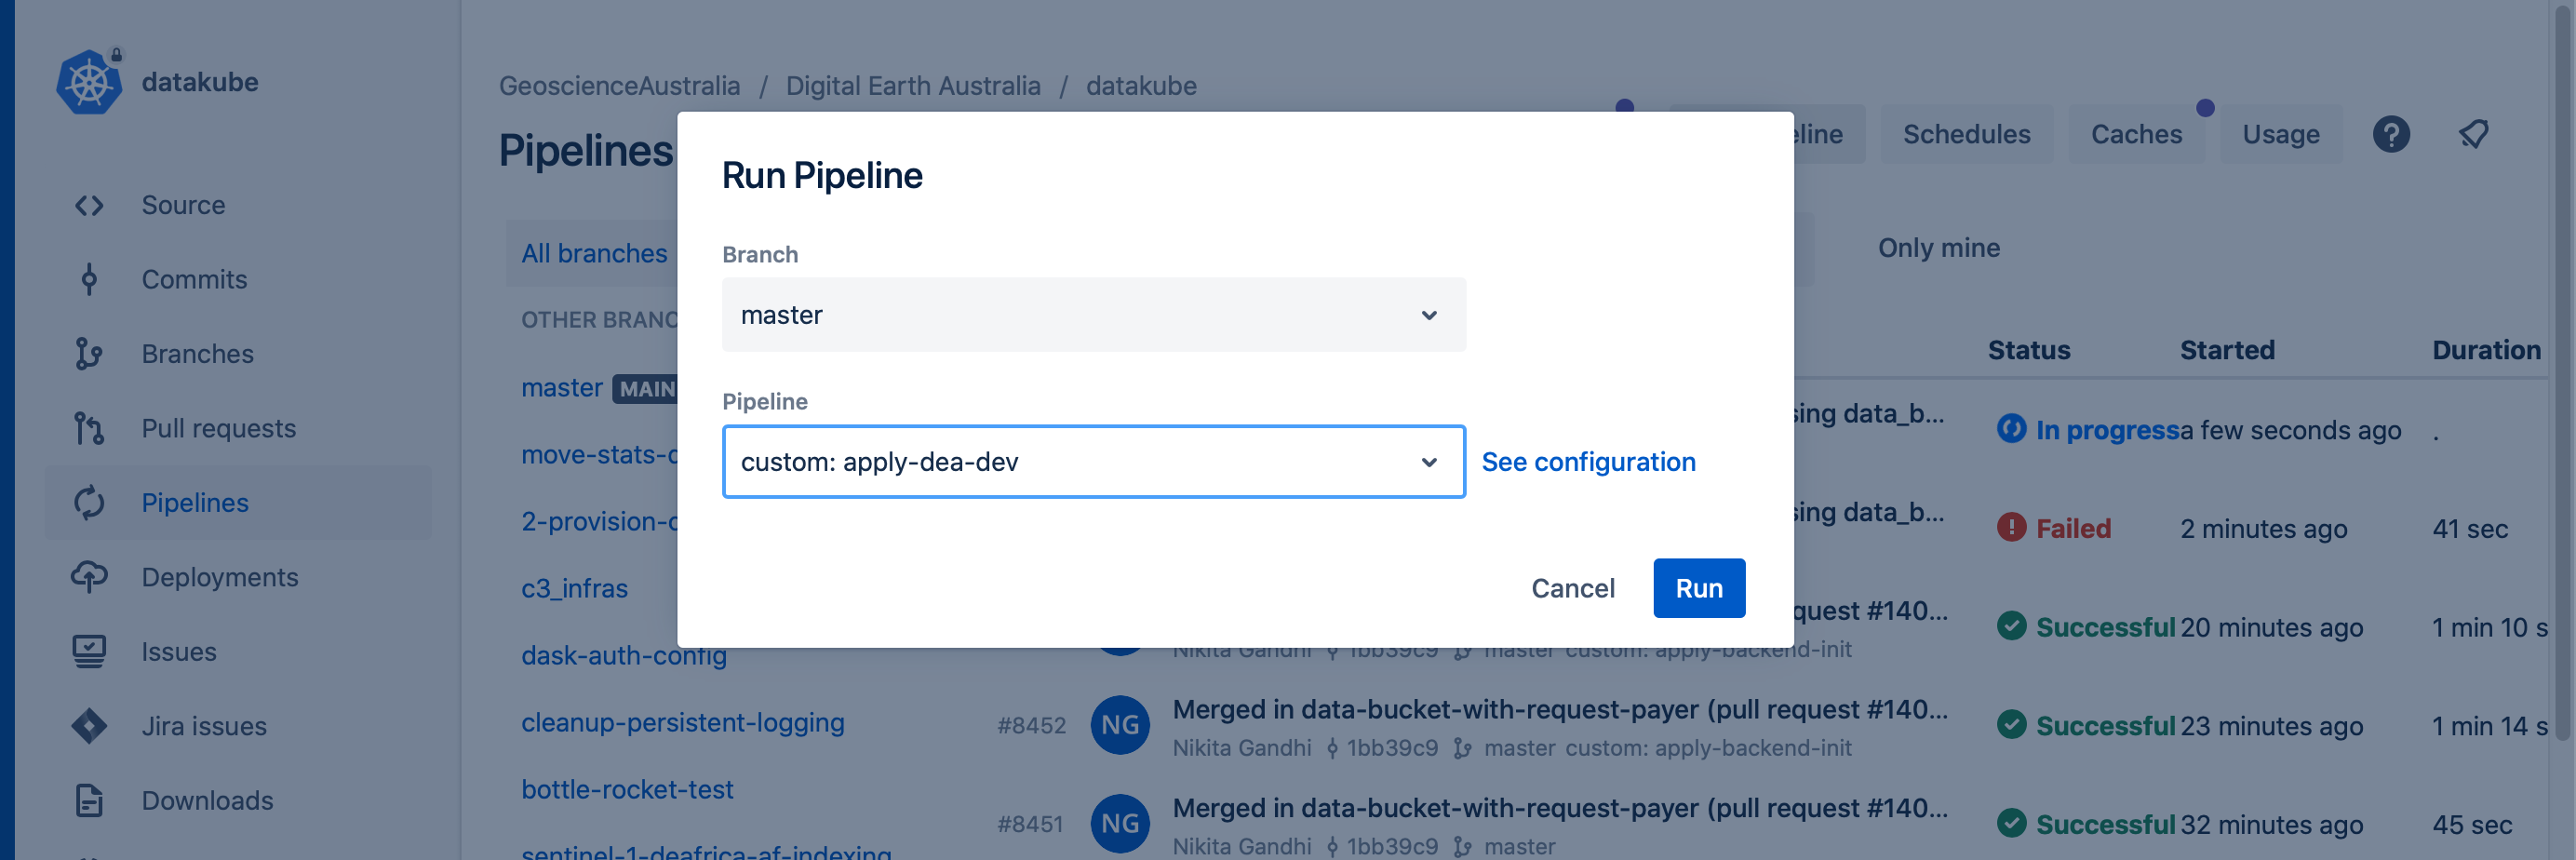 datakube
Source
Commits
Branches
Pull requests
Pipelines
Deployments
Issues
Jira issues
Downloads
GeoscienceAustralia / Digital Earth Australia / datakube
Pipelines
eline
Schedules
Caches
Usage
All branches
Only mine
OTHER BRANC
master MAIN
move-stats-c
2-provision-c
c3_infras
dask-auth-config
cleanup-persistent-logging
bottle-rocket-test
sentinel-1-deafrica-af-indexing
Run Pipeline
Branch
master
Pipeline
custom: apply-dea-dev
See configuration
Cancel
Run
Status Started Duration
sing data_b...
In progress a few seconds ago .
sing data_b...
Failed 2 minutes ago 41 sec
quest #140...
Successful 20 minutes ago 1 min 10 s
Nikita Gandhi 1bb39c9 master custom: apply-backend-init
#8452 NG Merged in data-bucket-with-request-payer (pull request #140...
Successful 23 minutes ago 1 min 14 s
Nikita Gandhi 1bb39c9 master custom: apply-backend-init
#8451 NG Merged in data-bucket-with-request-payer (pull request #140...
Successful 32 minutes ago 45 sec
Nikita Gandhi 1bb39c9 master